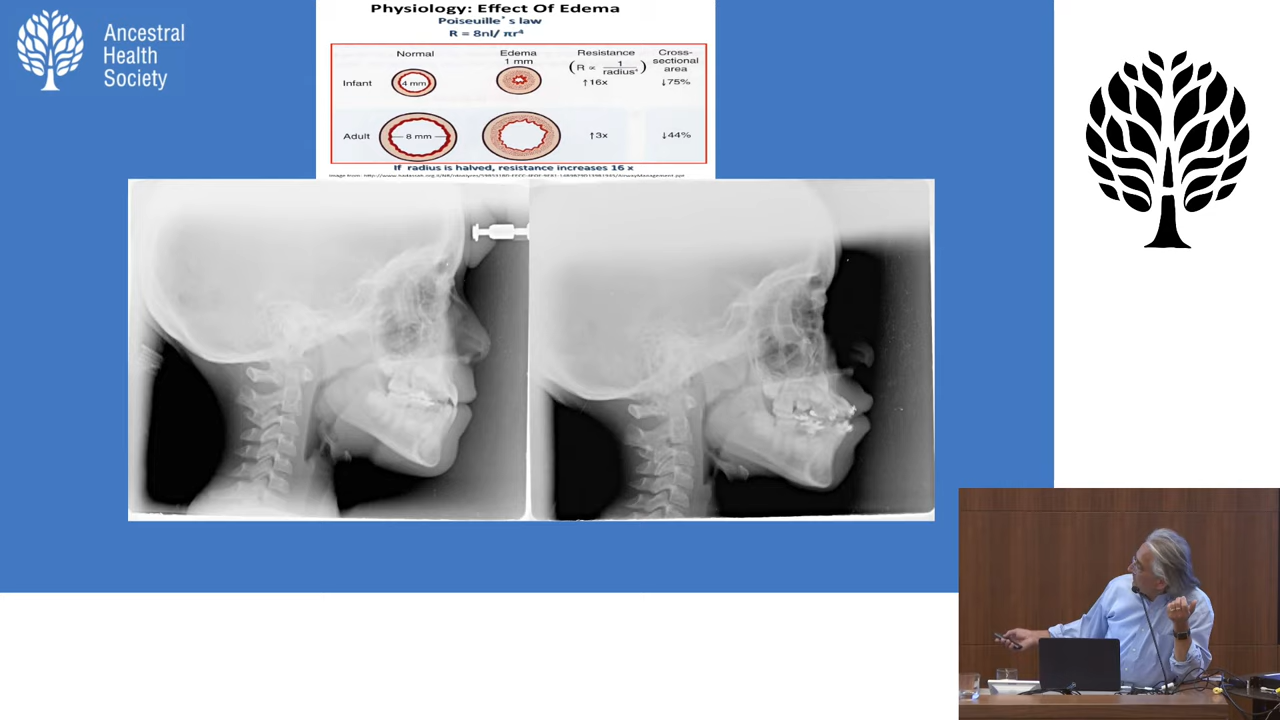 Ancestral
Health
Society
Physiology: Effect Of Edema
Poiseuille's law
R = 8nl/ πr⁴
Normal
Edema
1 mm
Resistance
(R ∝ 1/radius⁴)
Cross-
sectional
area
Infant
4 mm
↑16x
↓75%
Adult
8 mm
↑3x
↓44%
If radius is halved, resistance increases 16 x